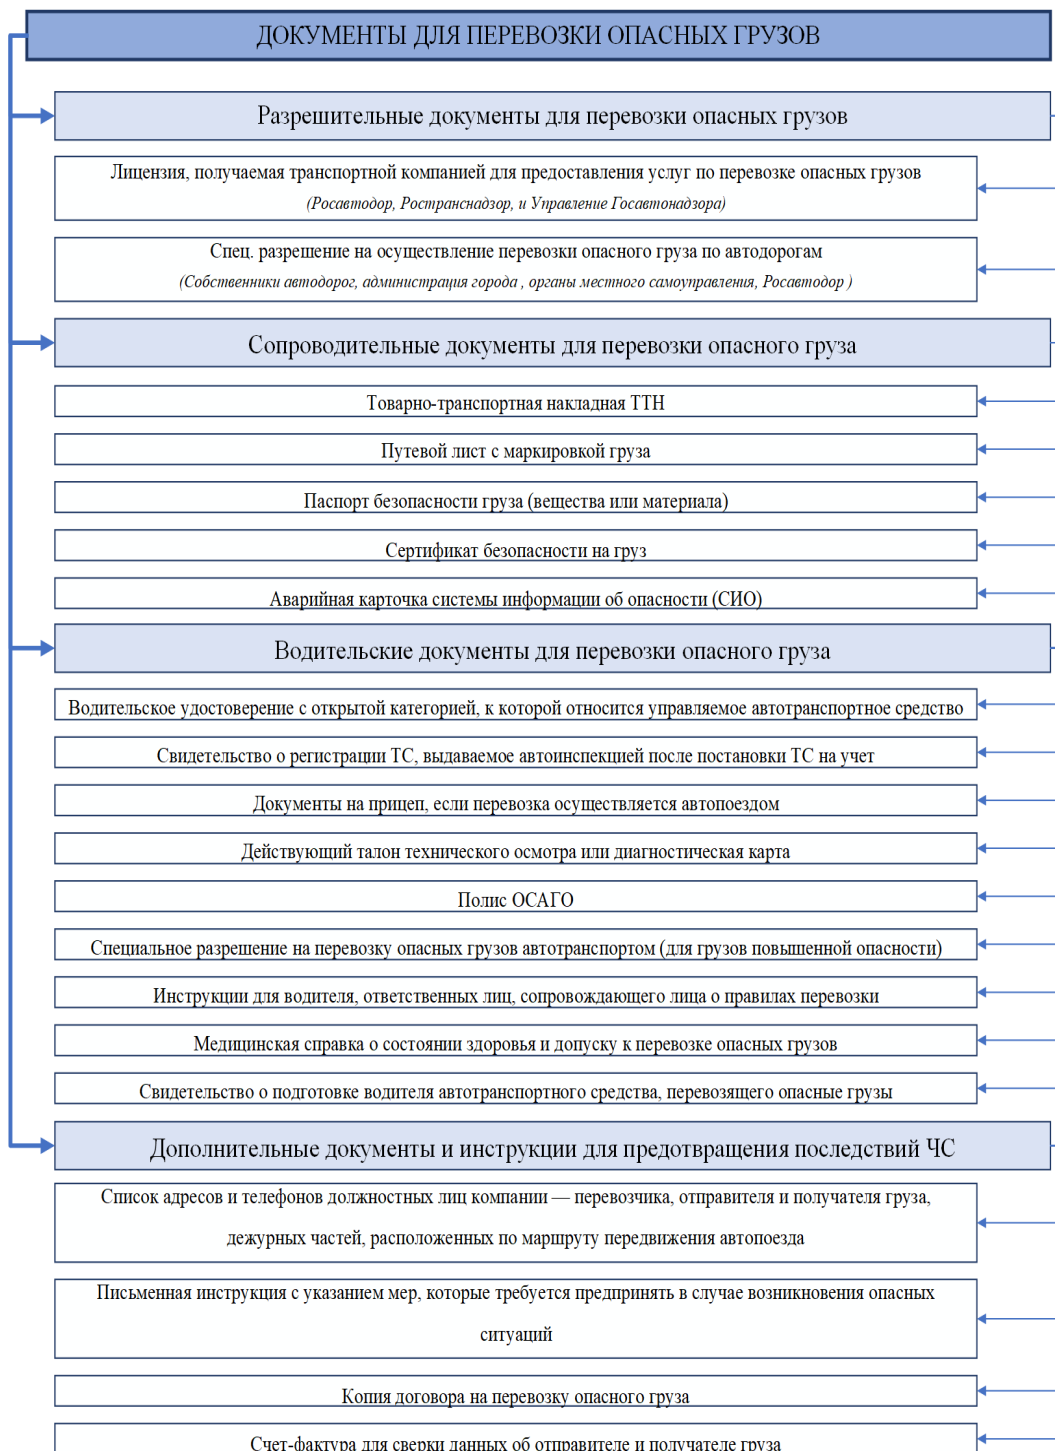 ДОКУМЕНТЫ ДЛЯ ПЕРЕВОЗКИ ОПАСНЫХ ГРУЗОВ
Разрешительные документы для перевозки опасных грузов
Лицензия, получаемая транспортной компанией для предоставления услуг по перевозке опасных грузов
(Росавтодор, Ространснадзор, и Управление Госавтонадзора)
Спец. разрешение на осуществление перевозки опасного груза по автодорогам
(Собственники автодорог, администрация города , органы местного самоуправления, Росавтодор )
Сопроводительные документы для перевозки опасного груза
Товарно-транспортная накладная ТТН
Путевой лист с маркировкой груза
Паспорт безопасности груза (вещества или материала)
Сертификат безопасности на груз
Аварийная карточка системы информации об опасности (СИО)
Водительские документы для перевозки опасного груза
Водительское удостоверение с открытой категорией, к которой относится управляемое автотранспортное средство
Свидетельство о регистрации ТС, выдаваемое автоинспекцией после постановки ТС на учет
Документы на прицеп, если перевозка осуществляется автопоездом
Действующий талон технического осмотра или диагностическая карта
Полис ОСАГО
Специальное разрешение на перевозку опасных грузов автотранспортом (для грузов повышенной опасности)
Инструкции для водителя, ответственных лиц, сопровождающего лица о правилах перевозки
Медицинская справка о состоянии здоровья и допуску к перевозке опасных грузов
Свидетельство о подготовке водителя автотранспортного средства, перевозящего опасные грузы
Дополнительные документы и инструкции для предотвращения последствий ЧС
Список адресов и телефонов должностных лиц компании — перевозчика, отправителя и получателя груза,
дежурных частей, расположенных по маршруту передвижения автопоезда
Письменная инструкция с указанием мер, которые требуется предпринять в случае возникновения опасных
ситуаций
Копия договора на перевозку опасного груза
Счет-фактура для сверки данных об отправителе и получателе груза